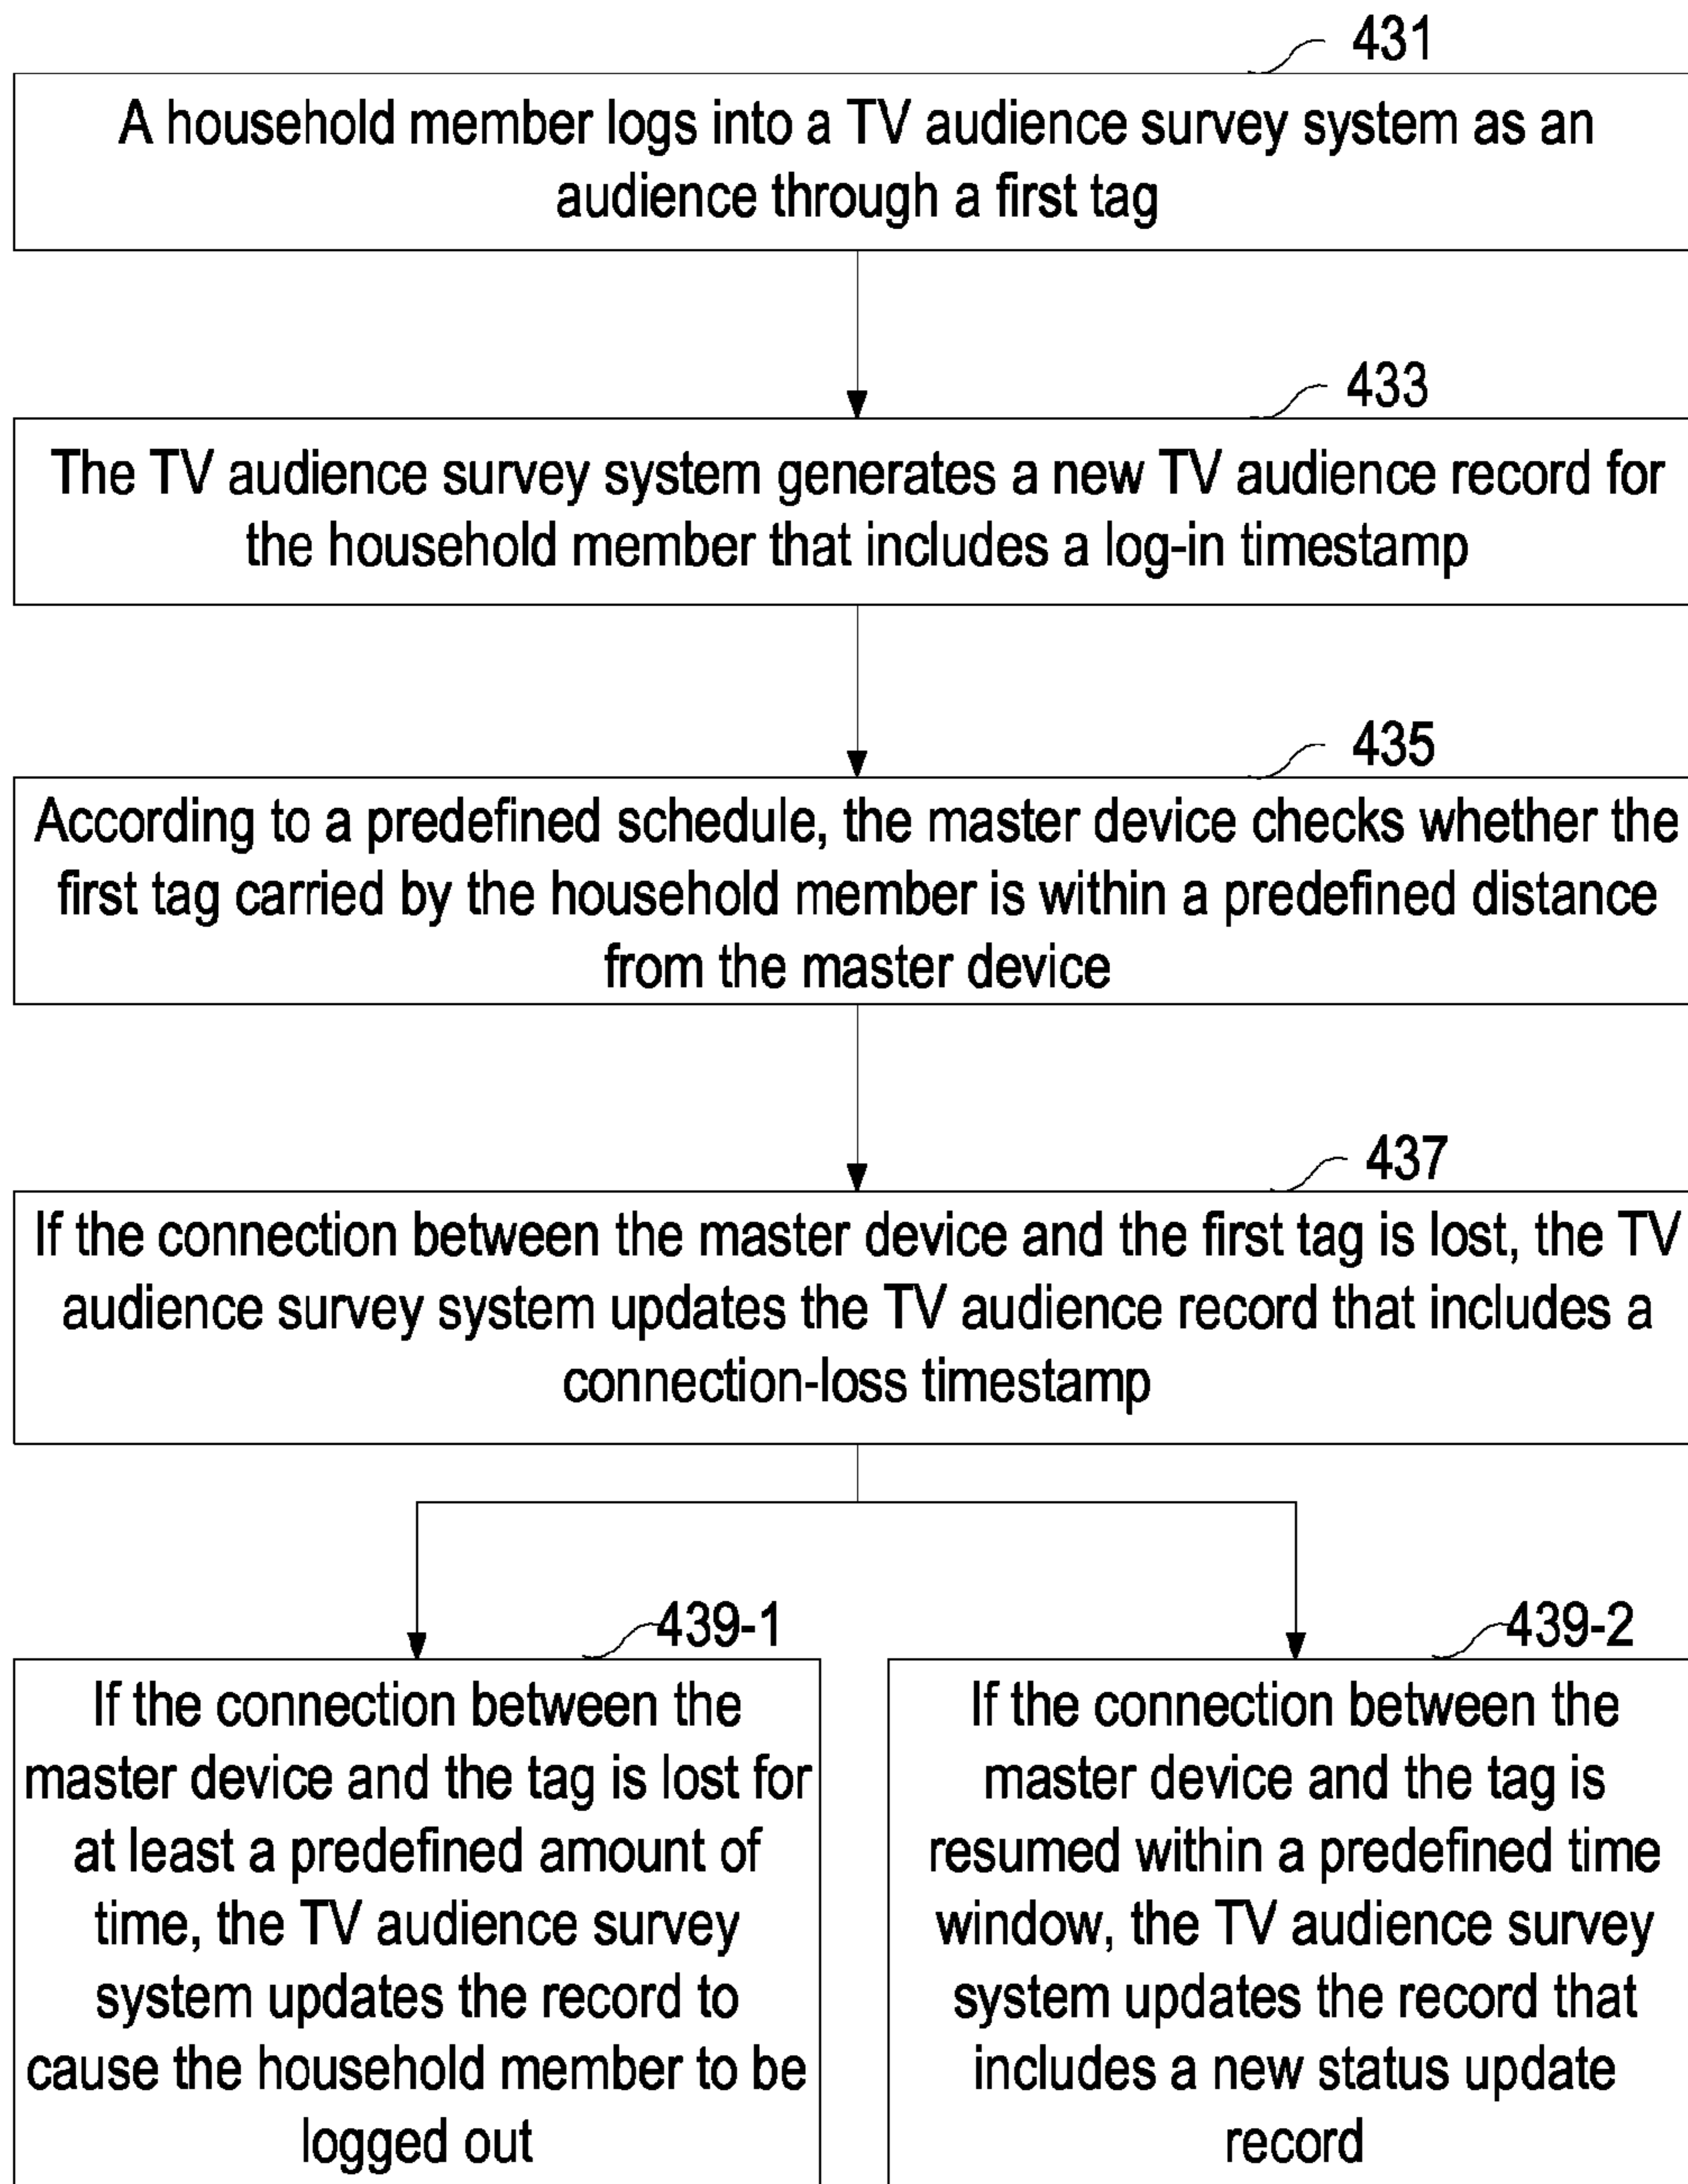 431
A household member logs into a TV audience survey system as an
audience through a first tag
433
The TV audience survey system generates a new TV audience record for
the household member that includes a log-in timestamp
435
According to a predefined schedule, the master device checks whether the
first tag carried by the household member is within a predefined distance
from the master device
437
If the connection between the master device and the first tag is lost, the TV
audience survey system updates the TV audience record that includes a
connection-loss timestamp
439-1
If the connection between the
master device and the tag is lost for
at least a predefined amount of
time, the TV audience survey
system updates the record to
cause the household member to be
logged out
439-2
If the connection between the
master device and the tag is
resumed within a predefined time
window, the TV audience survey
system updates the record that
includes a new status update
record